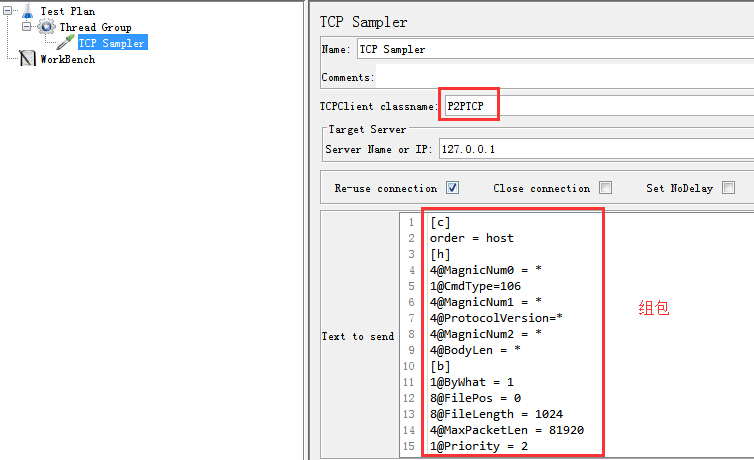 Test Plan
Thread Group
TCP Sampler
WorkBench
TCP Sampler
Name: TCP Sampler
Comments:
TCPClient classname: P2PTCP
Target Server
Server Name or IP: 127.0.0.1
Re-use connection Close connection Set NoDelay
Text to send
1 [c]
2 order = host
3 [h]
4 4@MagnicNum0 = *
5 1@CmdType=106
6 4@MagnicNum1 = *
7 4@ProtocolVersion=*
8 4@MagnicNum2 = *
9 4@BodyLen = *
10 [b]
11 1@ByWhat = 1
12 8@FilePos = 0
13 8@FileLength = 1024
14 4@MaxPacketLen = 81920
15 1@Priority = 2
组包